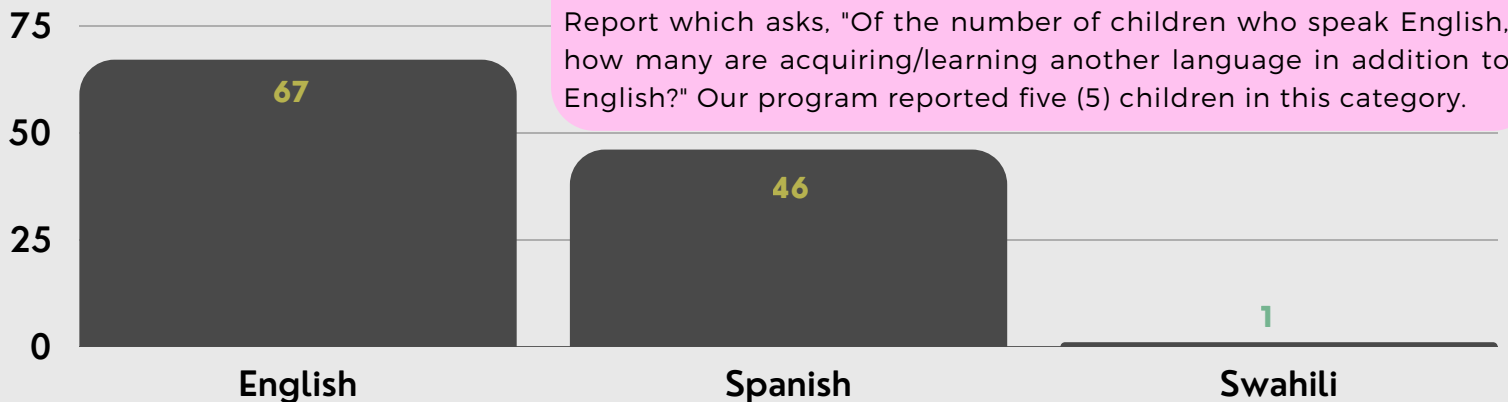 75
Report which asks, "Of the number of children who speak English,
how many are acquiring/learning another language in addition to
English?" Our program reported five (5) children in this category.
67
50
46
25
1
0
English Spanish Swahili